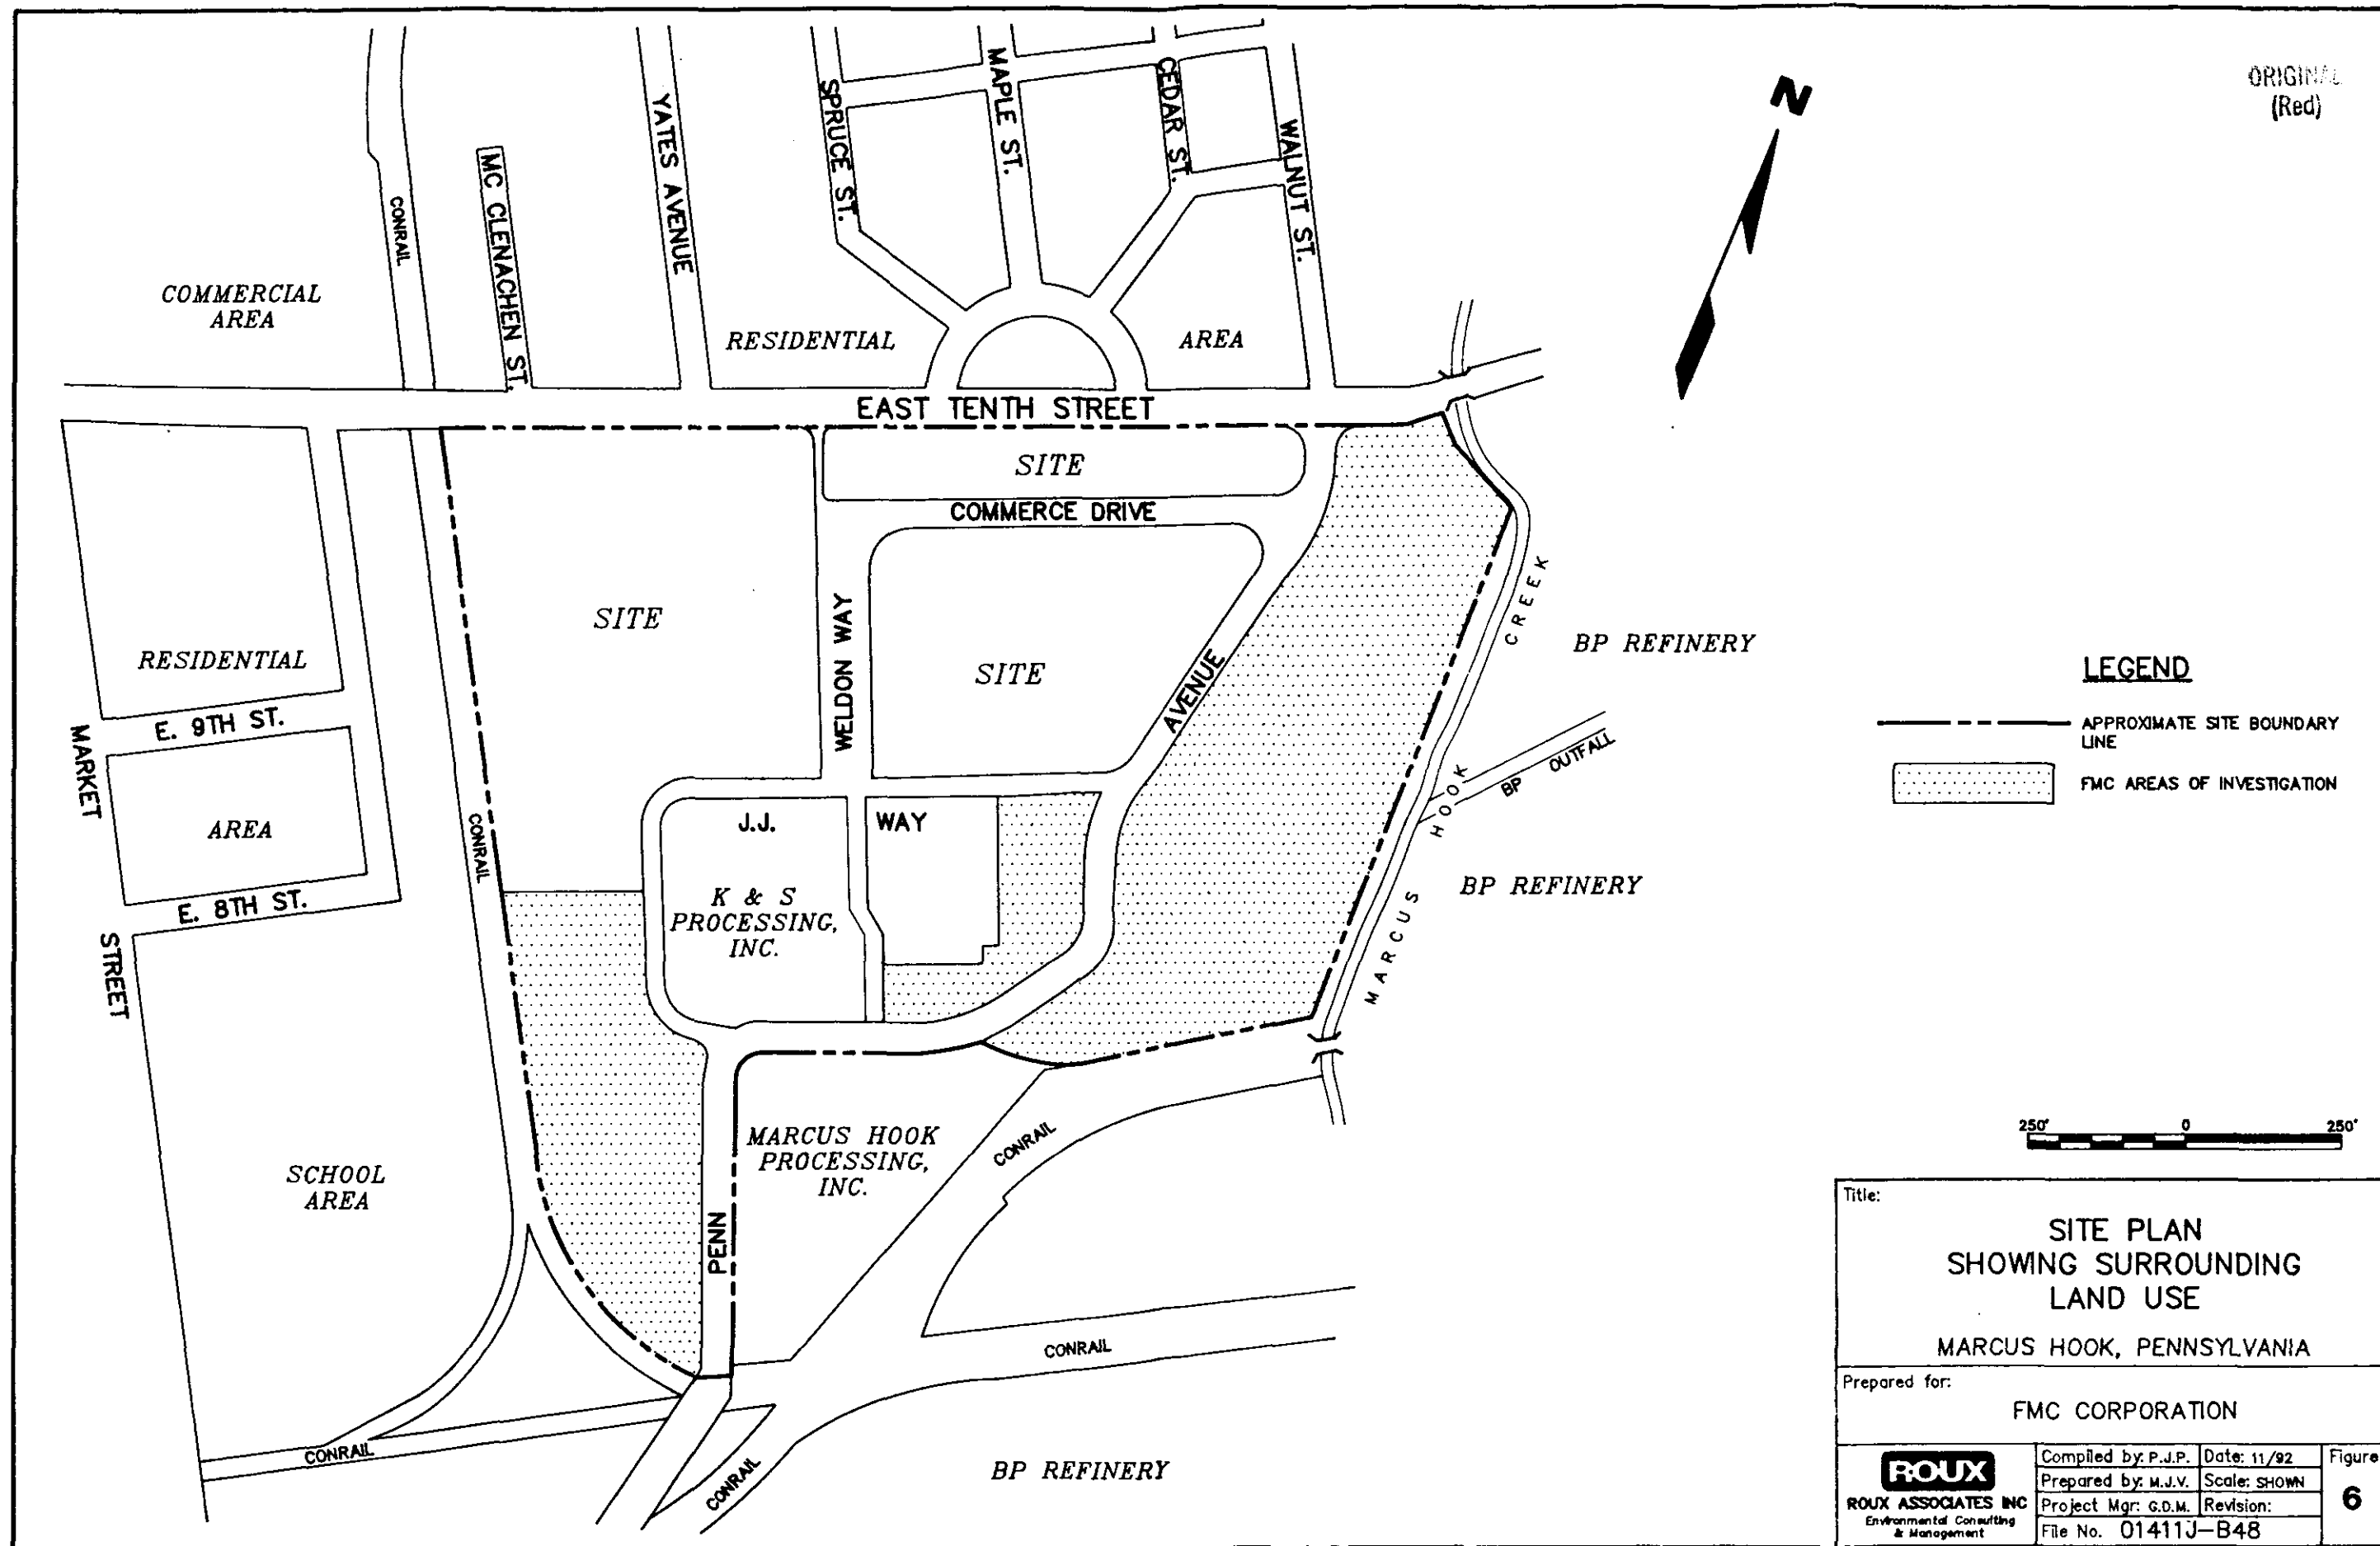 ORIGINAL
(Red)
N
CONRAIL
MC CLENACHEN ST.
YATES AVENUE
SPRUCE ST.
MAPLE ST.
CEDAR ST.
WALNUT ST.
COMMERCIAL
AREA
RESIDENTIAL
AREA
EAST TENTH STREET
SITE
COMMERCE DRIVE
SITE
WELDON WAY
SITE
AVENUE
CREEK
BP REFINERY
RESIDENTIAL
E. 9TH ST.
MARKET
AREA
E. 8TH ST.
STREET
CONRAIL
J.J.
WAY
K & S
PROCESSING,
INC.
HOOK
BP OUTFALL
BP REFINERY
MARCUS
LEGEND
APPROXIMATE SITE BOUNDARY
LINE
FMC AREAS OF INVESTIGATION
MARCUS HOOK
PROCESSING,
INC.
CONRAIL
SCHOOL
AREA
PENN
CONRAIL
CONRAIL
CONRAIL
BP REFINERY
250'
0
250'
Title:
SITE PLAN
SHOWING SURROUNDING
LAND USE
MARCUS HOOK, PENNSYLVANIA
Prepared for:
FMC CORPORATION
ROUX
ROUX ASSOCIATES INC
Environmental Consulting
& Management
Compiled by: P.J.P.
Date: 11/92
Prepared by: M.J.V.
Scale: SHOWN
Project Mgr: G.D.M.
Revision:
File No. 01411J-B48
Figure
6